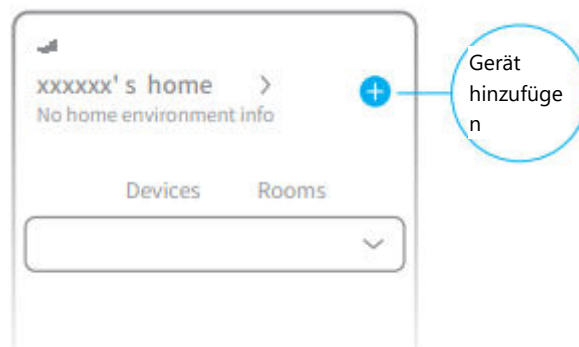 xxxxxx' s home >
No home environment info
Gerät
hinzufüge
n
Devices Rooms